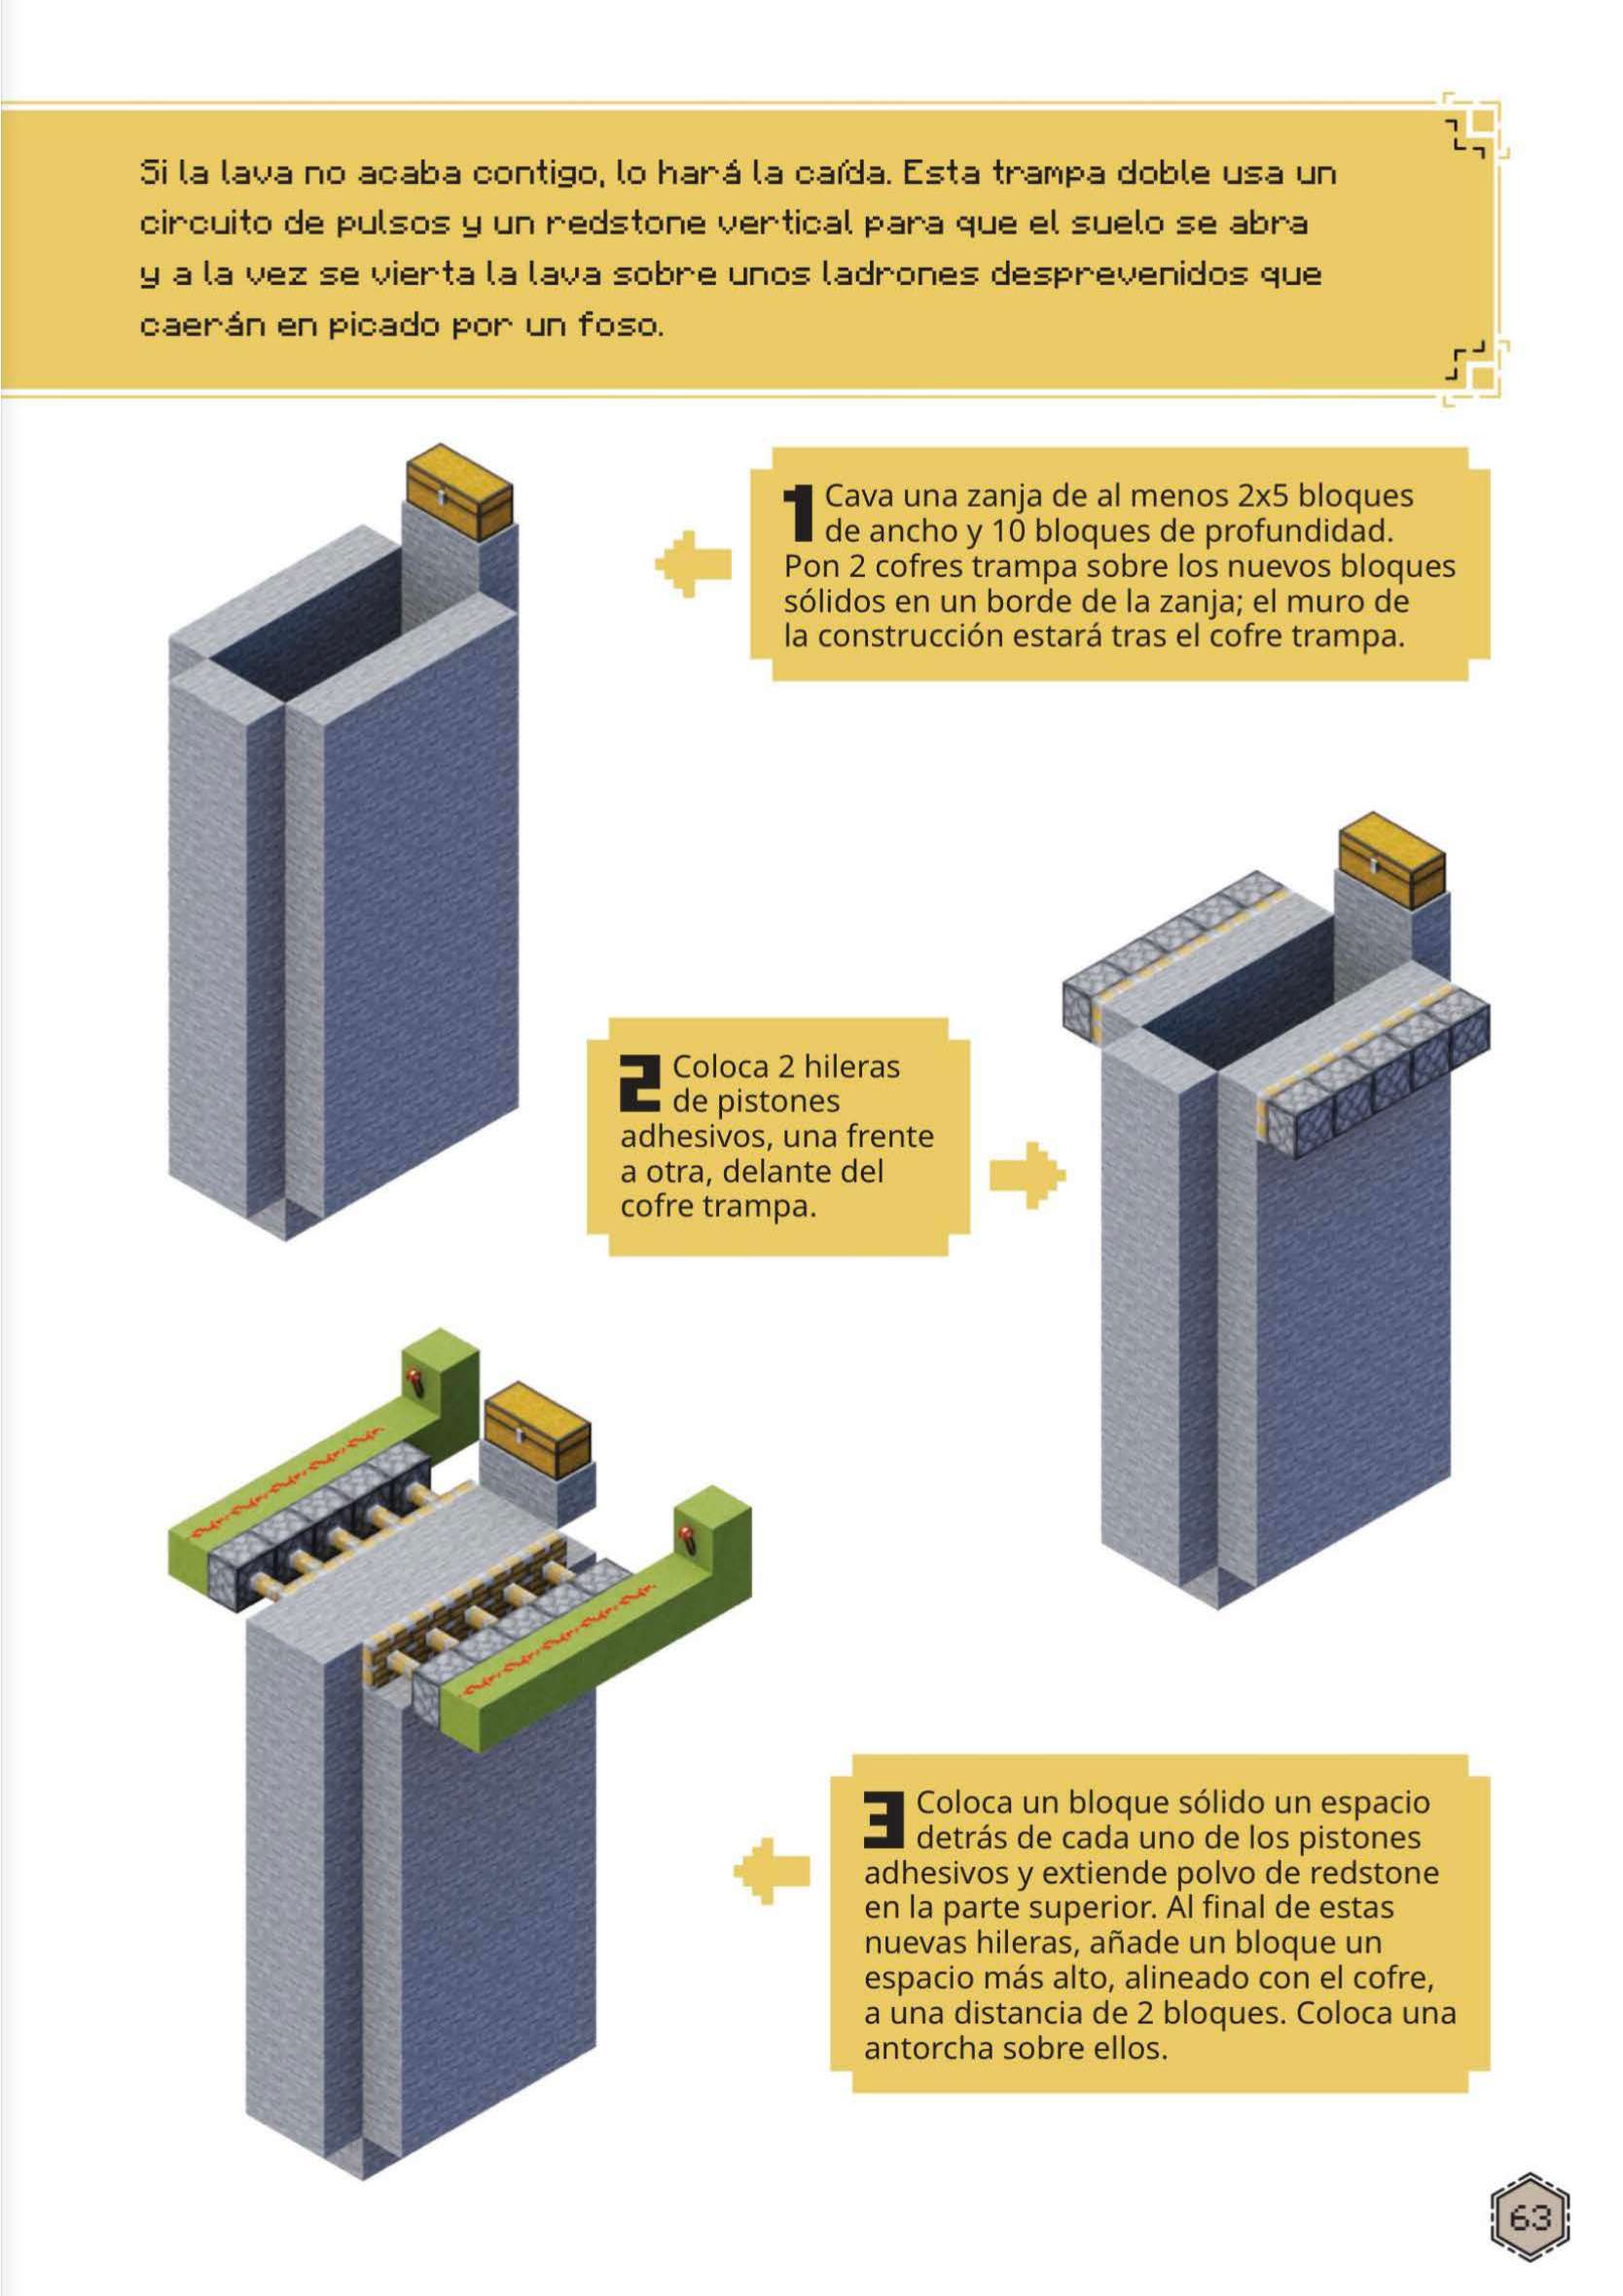 Si la lava no acaba contigo, lo hará la caída. Esta trampa doble usa un
circuito de pulsos y un redstone vertical para que el suelo se abra
y a la vez se vierta la lava sobre unos ladrones desprevenidos que
caerán en picado por un foso.
1 Cava una zanja de al menos 2x5 bloques
de ancho y 10 bloques de profundidad.
Pon 2 cofres trampa sobre los nuevos bloques
sólidos en un borde de la zanja; el muro de
la construcción estará tras el cofre trampa.
2 Coloca 2 hileras
de pistones
adhesivos, una frente
a otra, delante del
cofre trampa.
3 Coloca un bloque sólido un espacio
detrás de cada uno de los pistones
adhesivos y extiende polvo de redstone
en la parte superior. Al final de estas
nuevas hileras, añade un bloque un
espacio más alto, alineado con el cofre,
a una distancia de 2 bloques. Coloca una
antorcha sobre ellos.
63